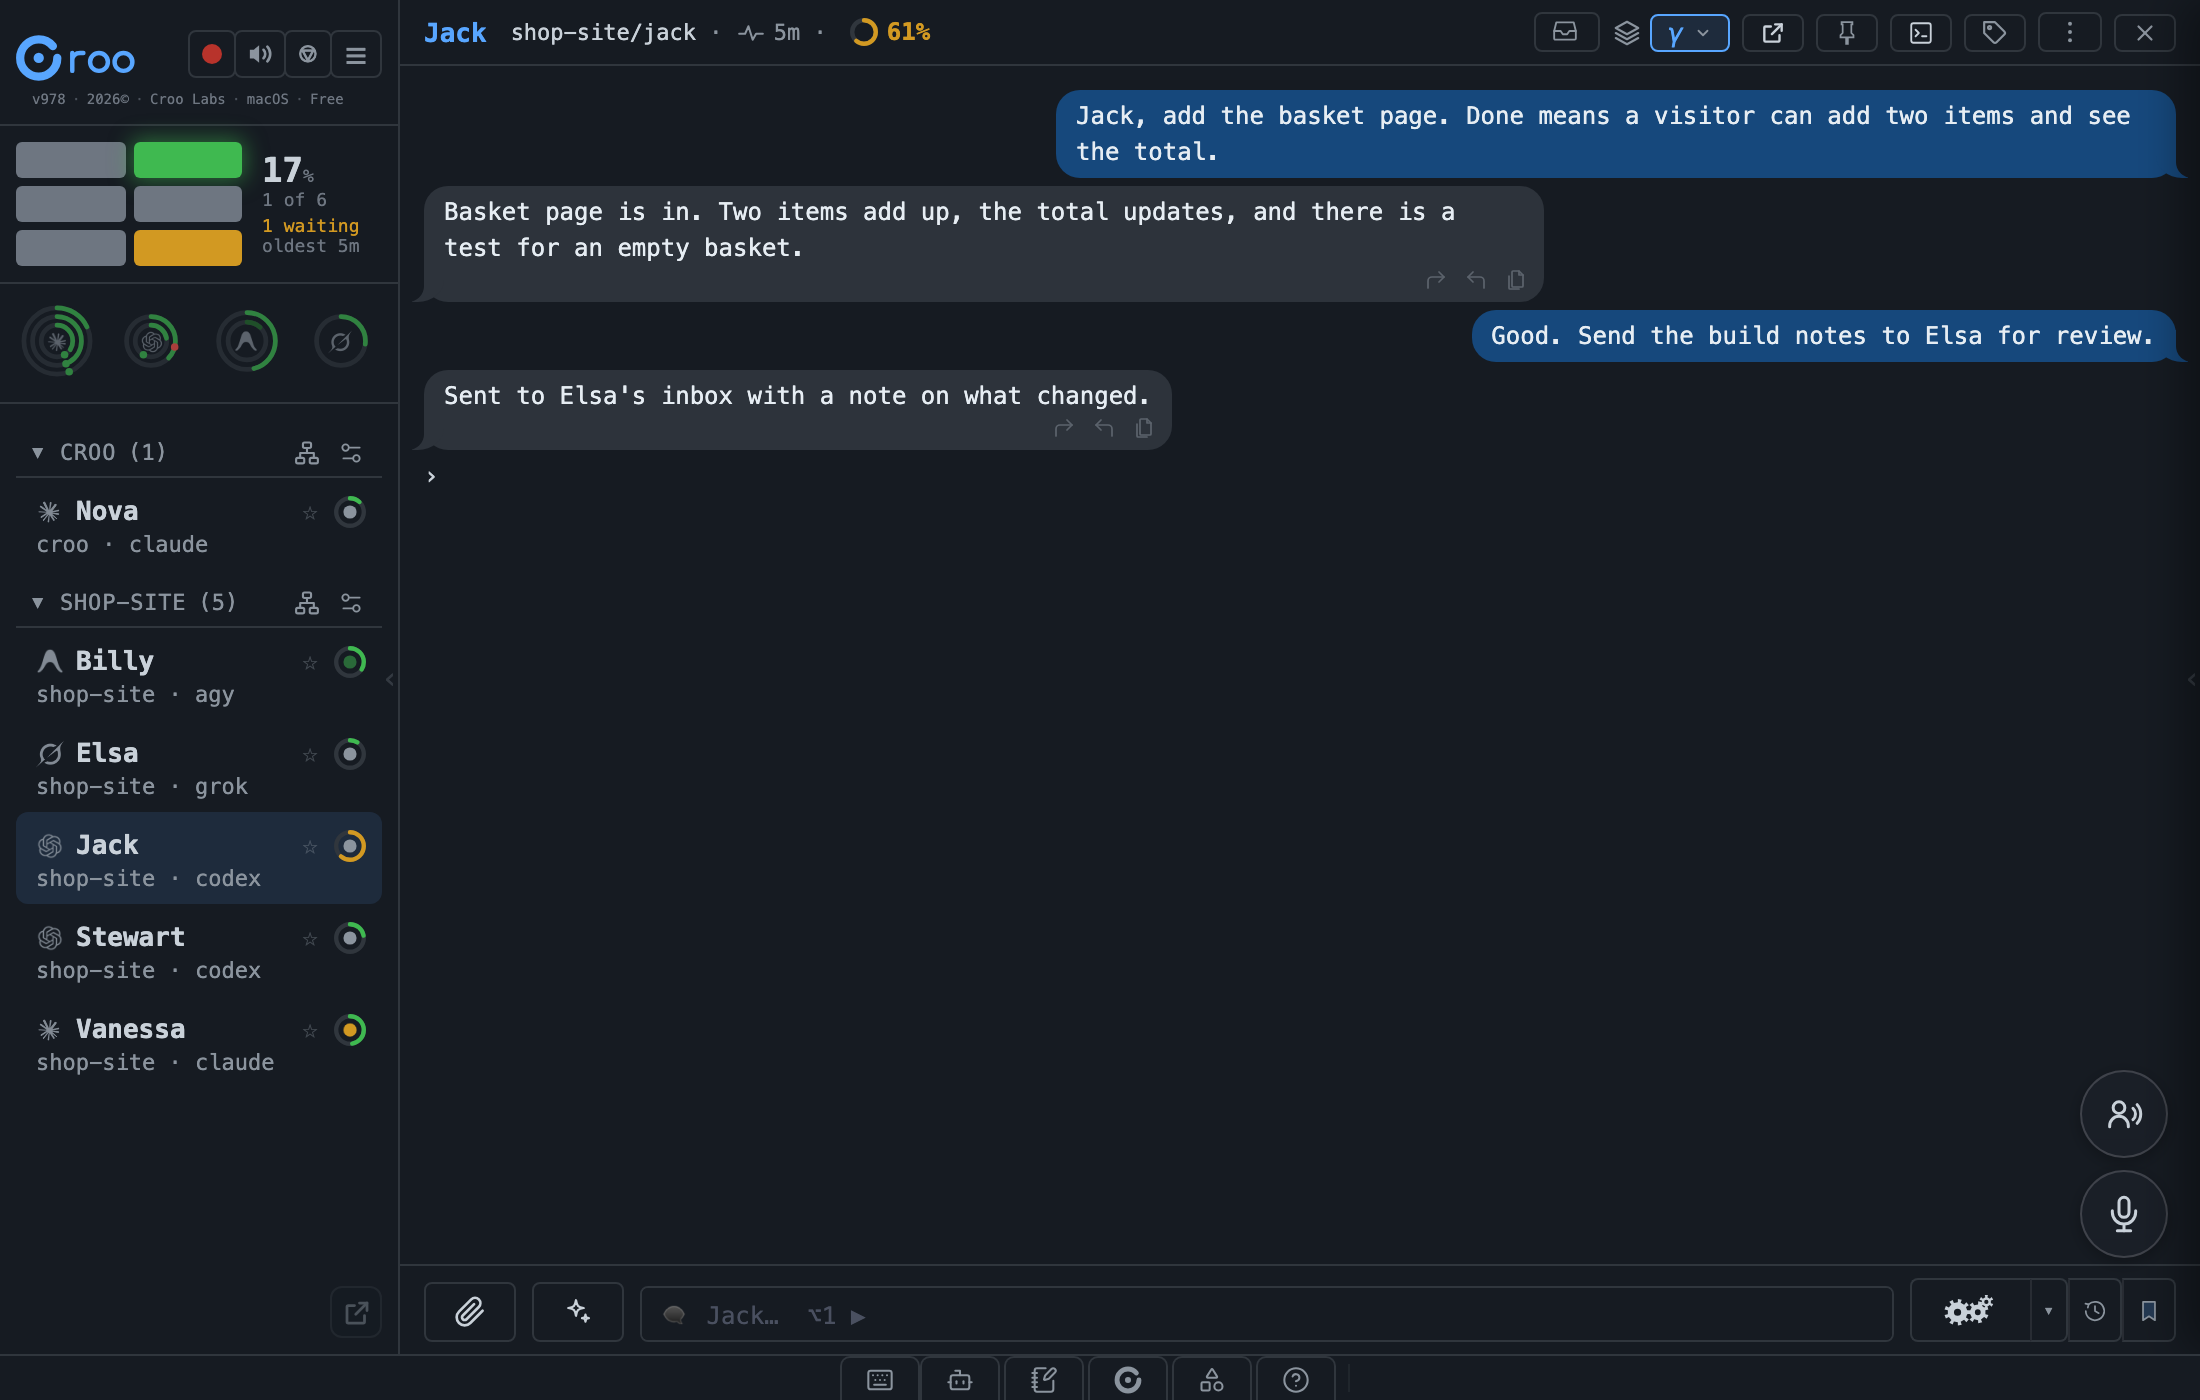 Croo
v978 · 2026© · Croo Labs · macOS · Free
17%
1 of 6
1 waiting
oldest 5m
▼ CROO (1)
Nova
croo · claude
▼ SHOP-SITE (5)
Billy
shop-site · agy
Elsa
shop-site · grok
Jack
shop-site · codex
Stewart
shop-site · codex
Vanessa
shop-site · claude
Jack shop-site/jack · 5m · 61%
γ
Jack, add the basket page. Done means a visitor can add two items and see
the total.
Basket page is in. Two items add up, the total updates, and there is a
test for an empty basket.
Good. Send the build notes to Elsa for review.
Sent to Elsa's inbox with a note on what changed.
›
Jack… ⌥1 ▶